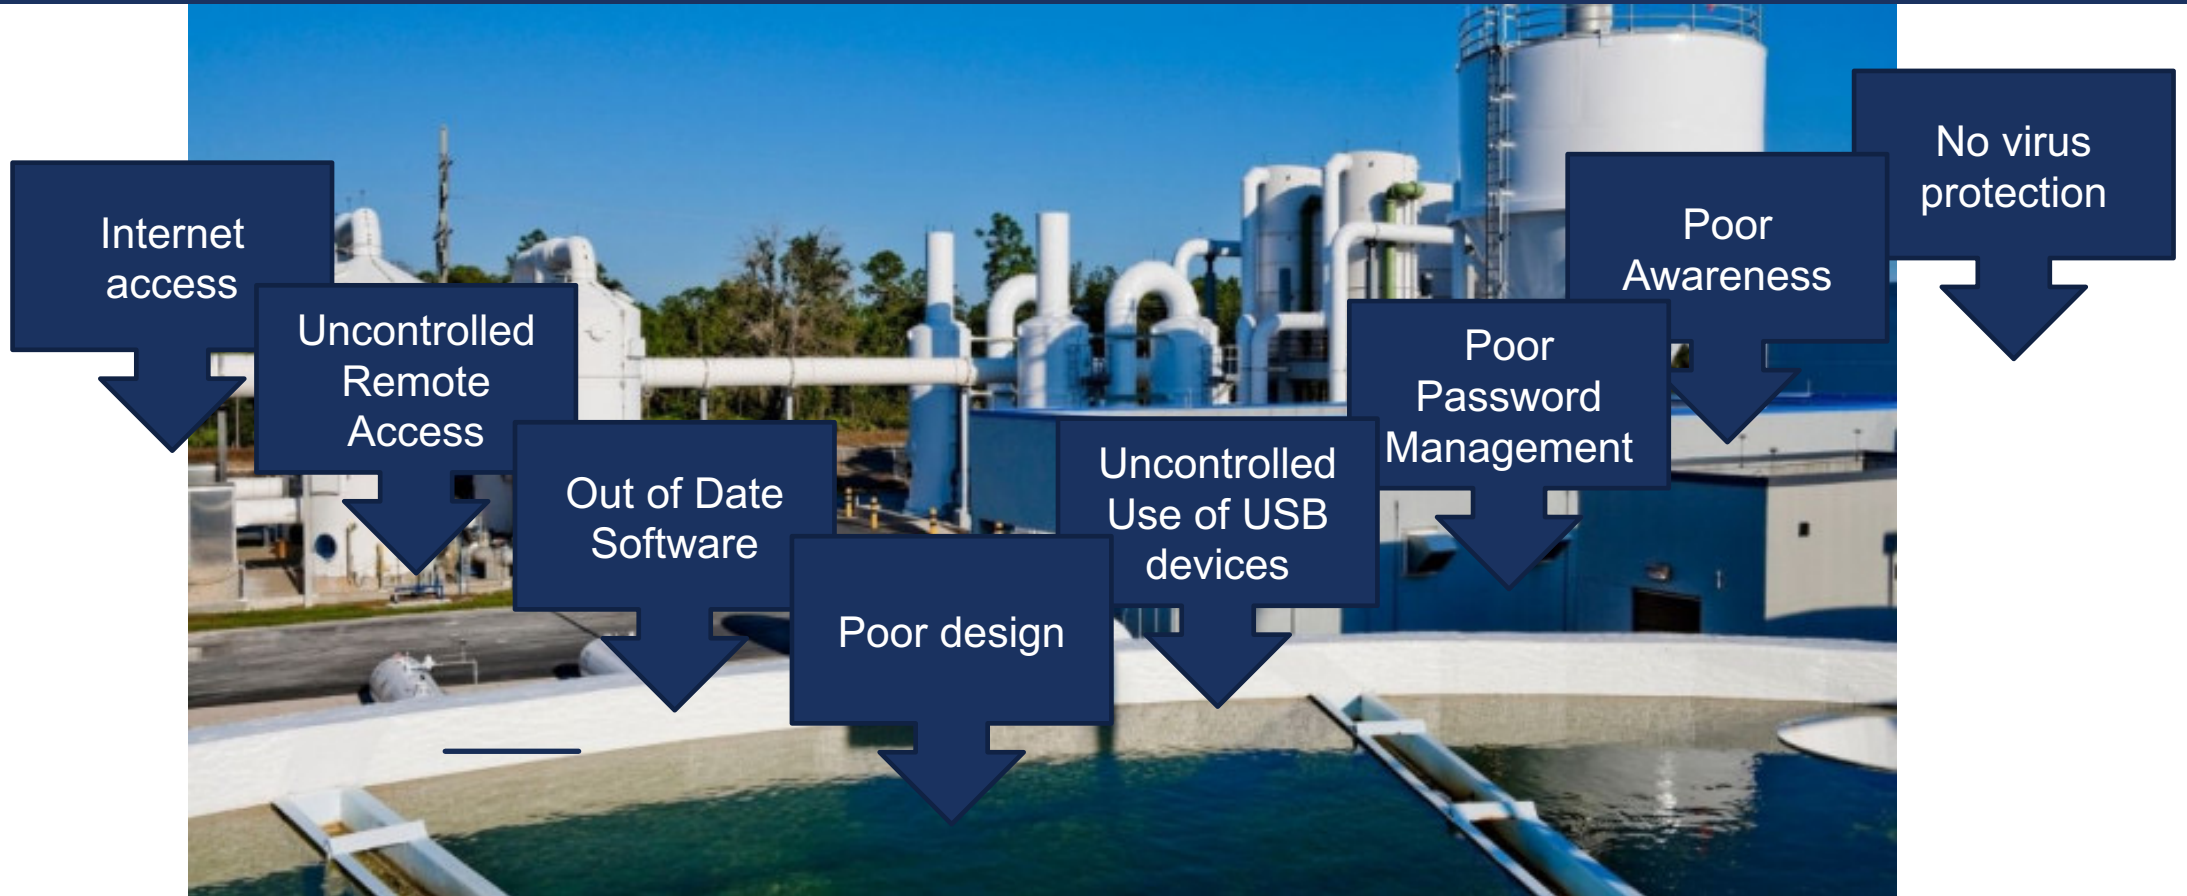 Internet
access
Uncontrolled
Remote
Access
Out of Date
Software
Poor design
Uncontrolled
Use of USB
devices
Poor
Password
Management
Poor
Awareness
No virus
protection